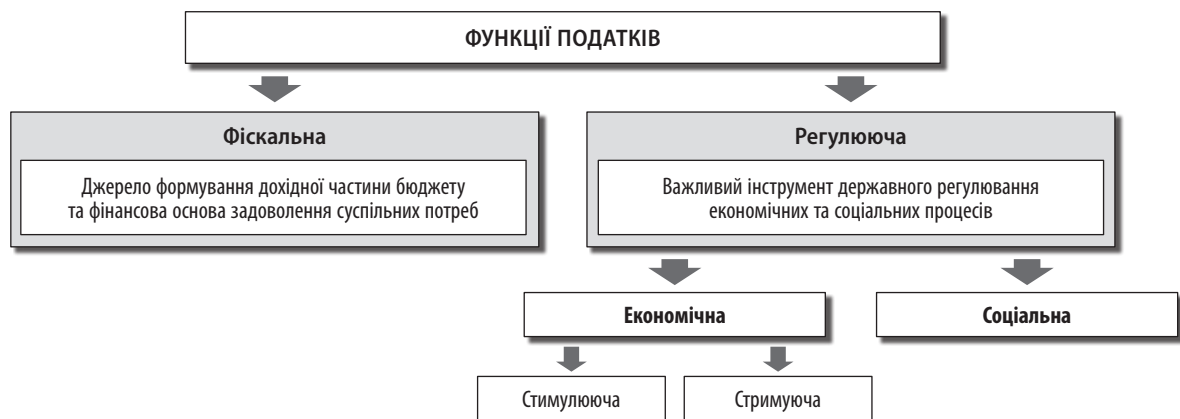 ФУНКЦІЇ ПОДАТКІВ
Фіскальна
Джерело формування дохідної частини бюджету
та фінансова основа задоволення суспільних потреб
Регулююча
Важливий інструмент державного регулювання
економічних та соціальних процесів
Економічна
Соціальна
Стимулююча
Стримуюча